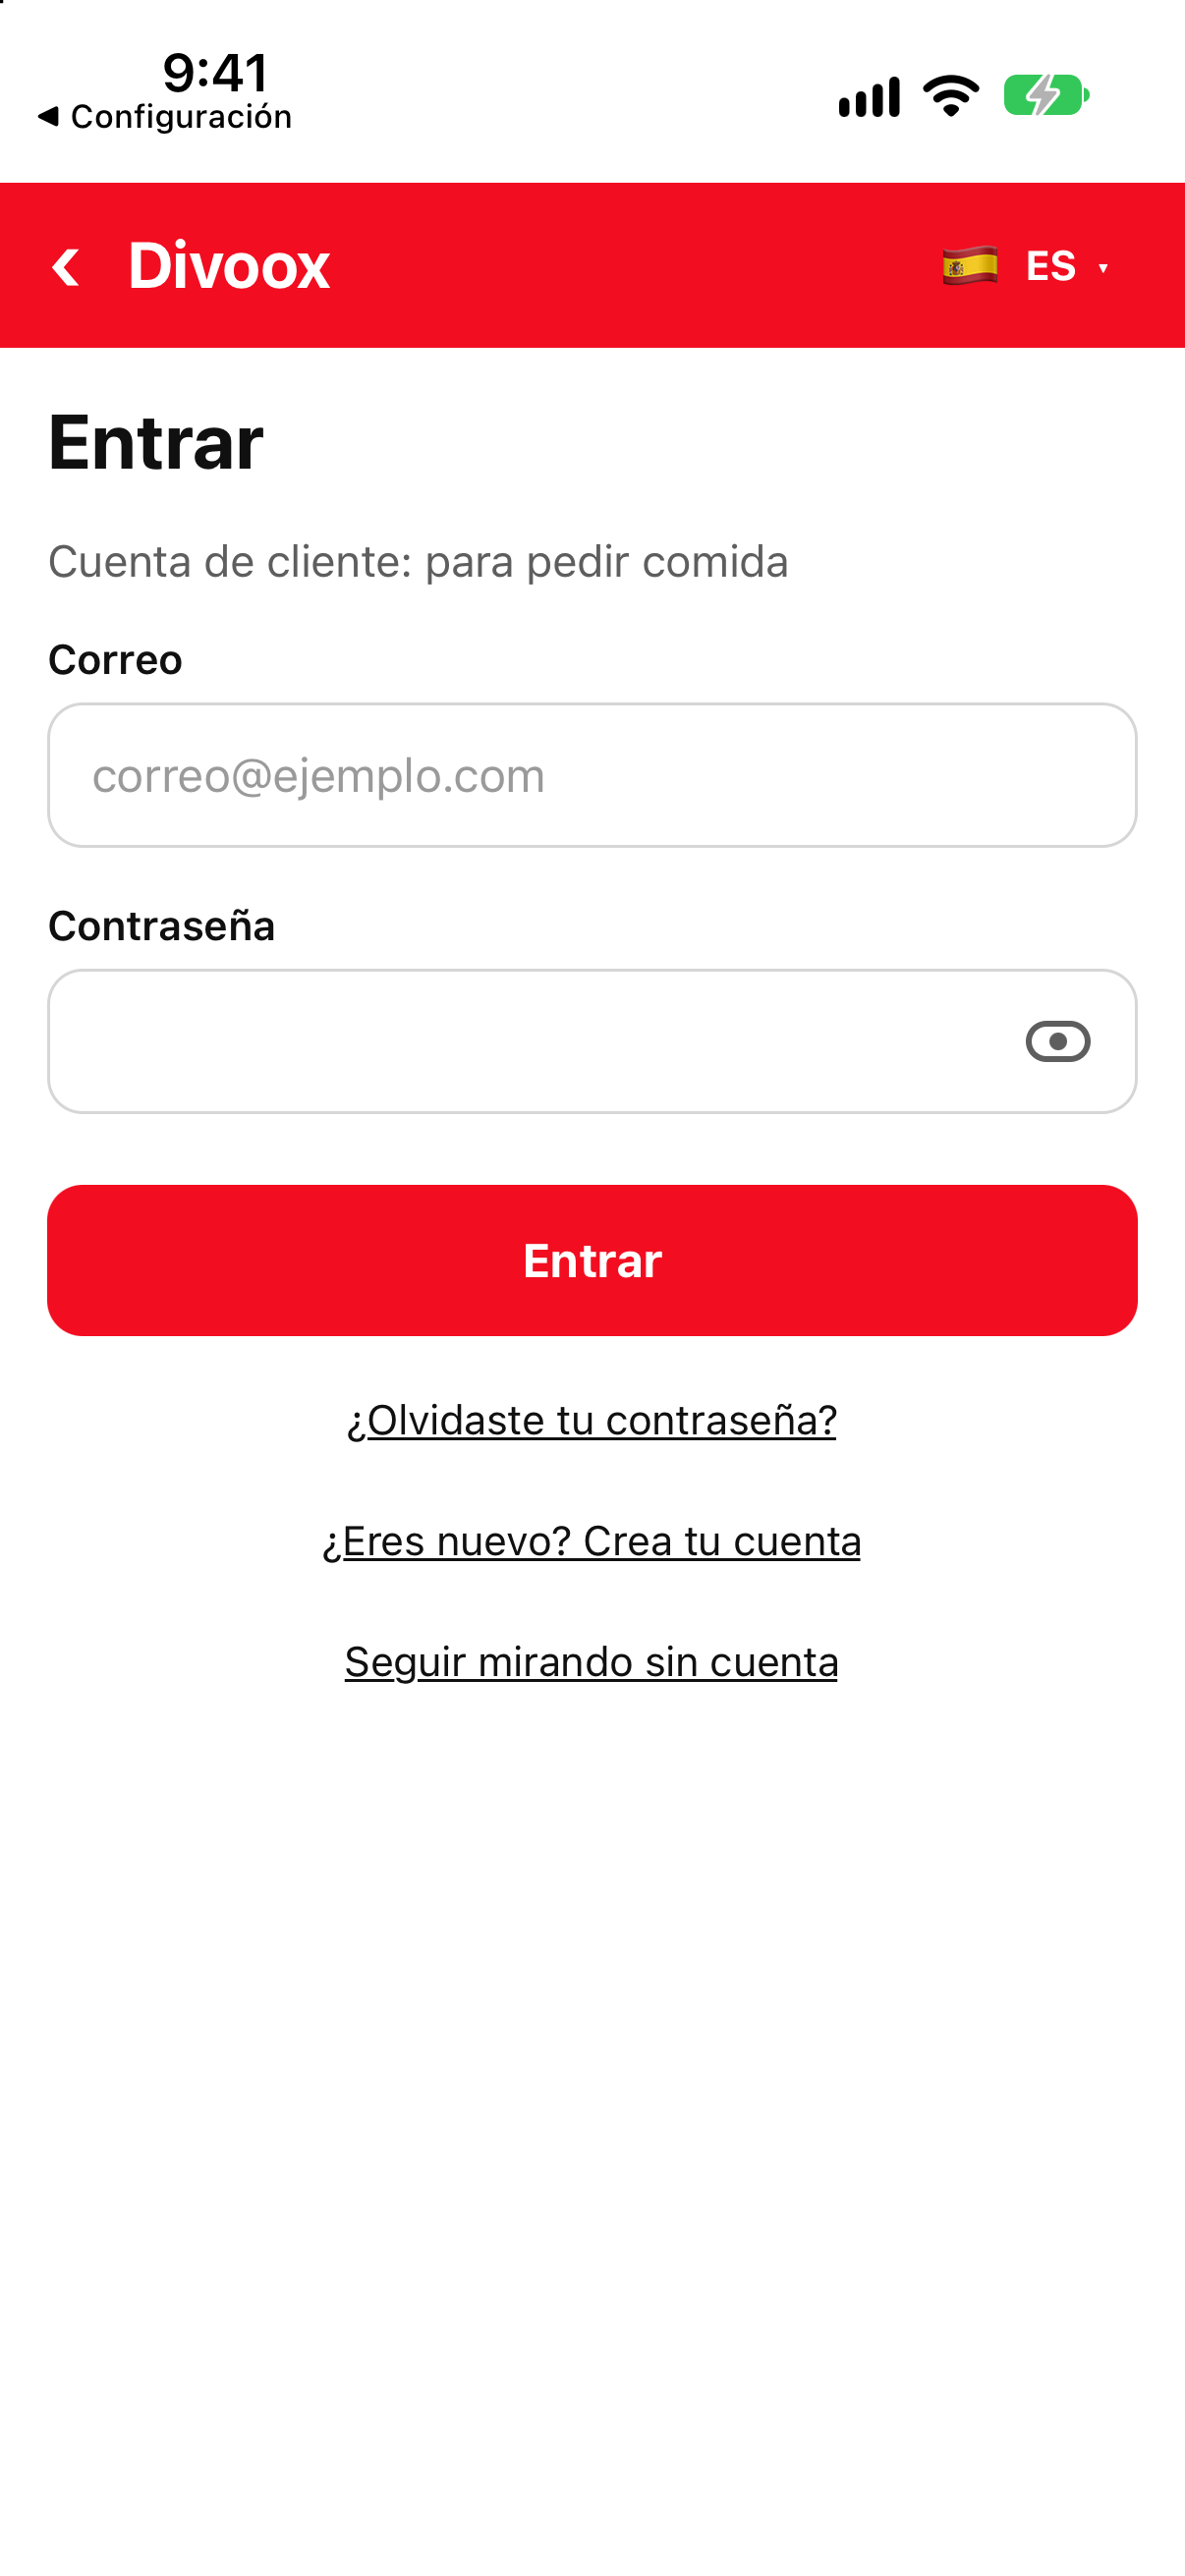 9:41
◀ Configuración
Divoox
ES
Entrar
Cuenta de cliente: para pedir comida
Correo
correo@ejemplo.com
Contraseña
Entrar
¿Olvidaste tu contraseña?
¿Eres nuevo? Crea tu cuenta
Seguir mirando sin cuenta